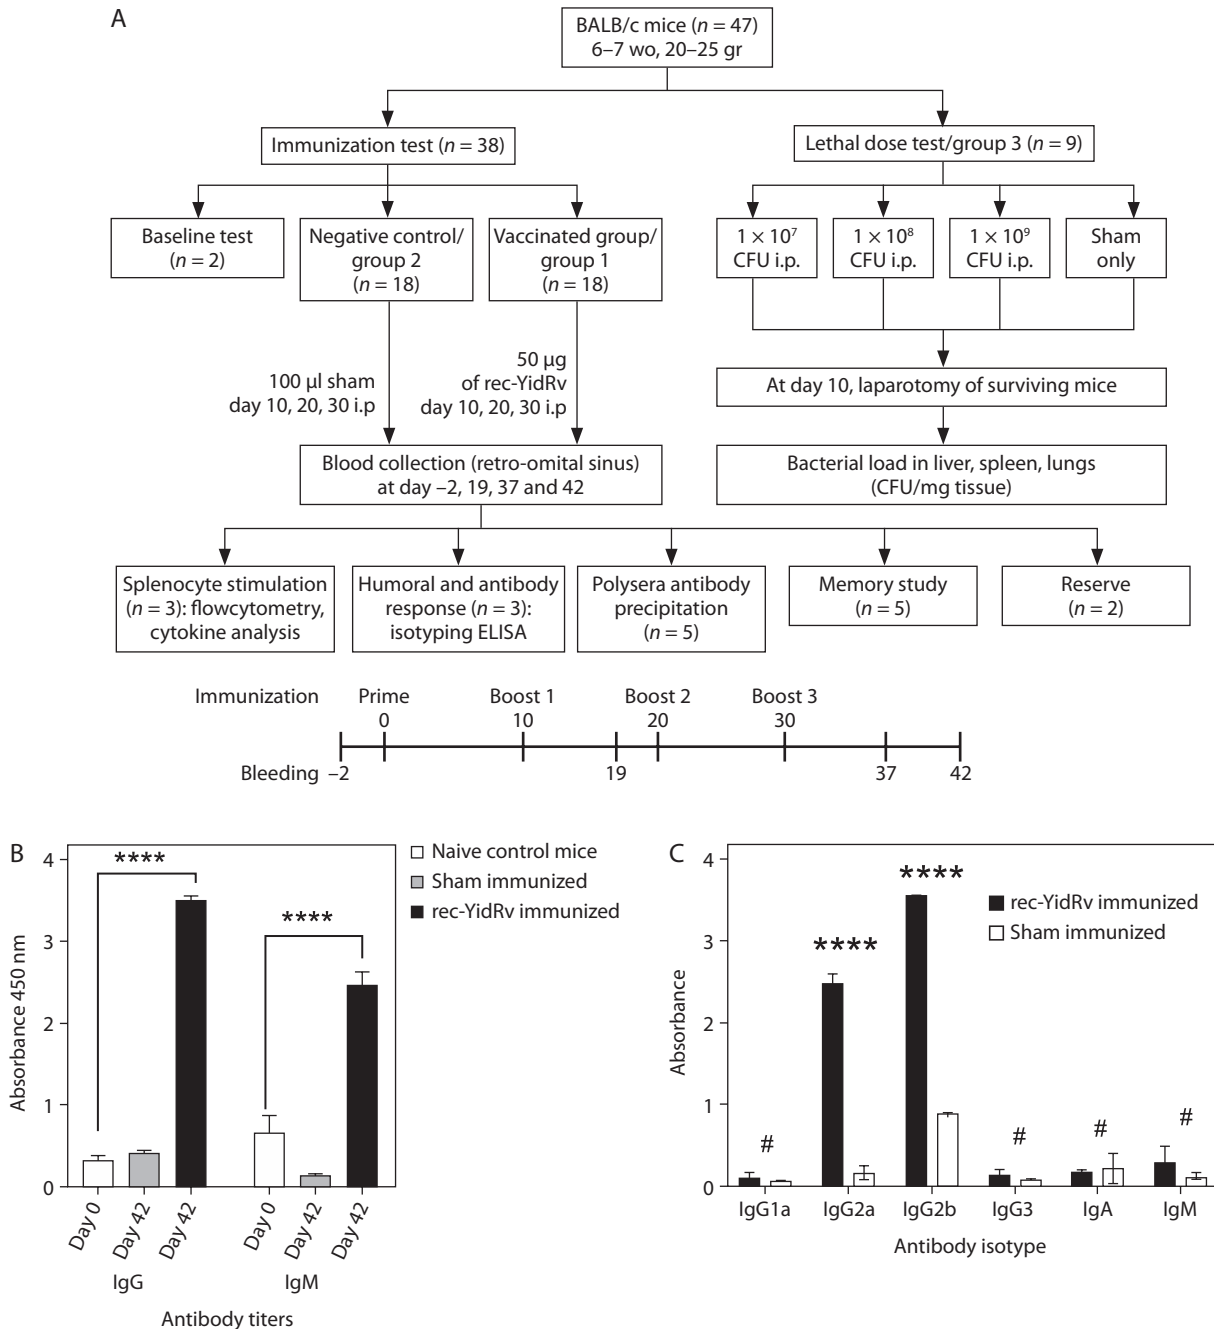 A
BALB/c mice (n = 47)
6–7 wo, 20–25 gr
Immunization test (n = 38)
Lethal dose test/group 3 (n = 9)
Baseline test
(n = 2)
Negative control/
group 2
(n = 18)
Vaccinated group/
group 1
(n = 18)
1 × 10⁷
CFU i.p.
1 × 10⁸
CFU i.p.
1 × 10⁹
CFU i.p.
Sham
only
100 µl sham
day 10, 20, 30 i.p
50 µg
of rec-YidRv
day 10, 20, 30 i.p
At day 10, laparotomy of surviving mice
Blood collection (retro-omital sinus)
at day –2, 19, 37 and 42
Bacterial load in liver, spleen, lungs
(CFU/mg tissue)
Splenocyte stimulation
(n = 3): flowcytometry,
cytokine analysis
Humoral and antibody
response (n = 3):
isotyping ELISA
Polysera antibody
precipitation
(n = 5)
Memory study
(n = 5)
Reserve
(n = 2)
Immunization Prime Boost 1 Boost 2 Boost 3
0 10 20 30
Bleeding –2 19 37 42
B
Absorbance 450 nm
4
3
2
1
0
****
****
Naive control mice
Sham immunized
rec-YidRv immunized
Day 0 Day 42 Day 42 Day 0 Day 42 Day 42
IgG IgM
Antibody titers
C
Absorbance
4
3
2
1
0
# **** **** # # #
rec-YidRv immunized
Sham immunized
IgG1a IgG2a IgG2b IgG3 IgA IgM
Antibody isotype